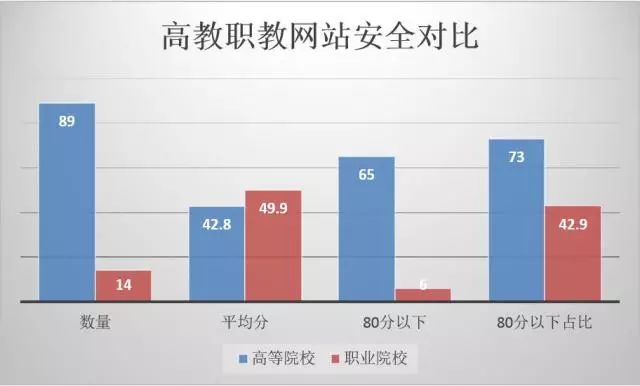 高教职教网站安全对比
89
14
42.8
49.9
65
6
73
42.9
数量
平均分
80分以下
80分以下占比
高等院校
职业院校